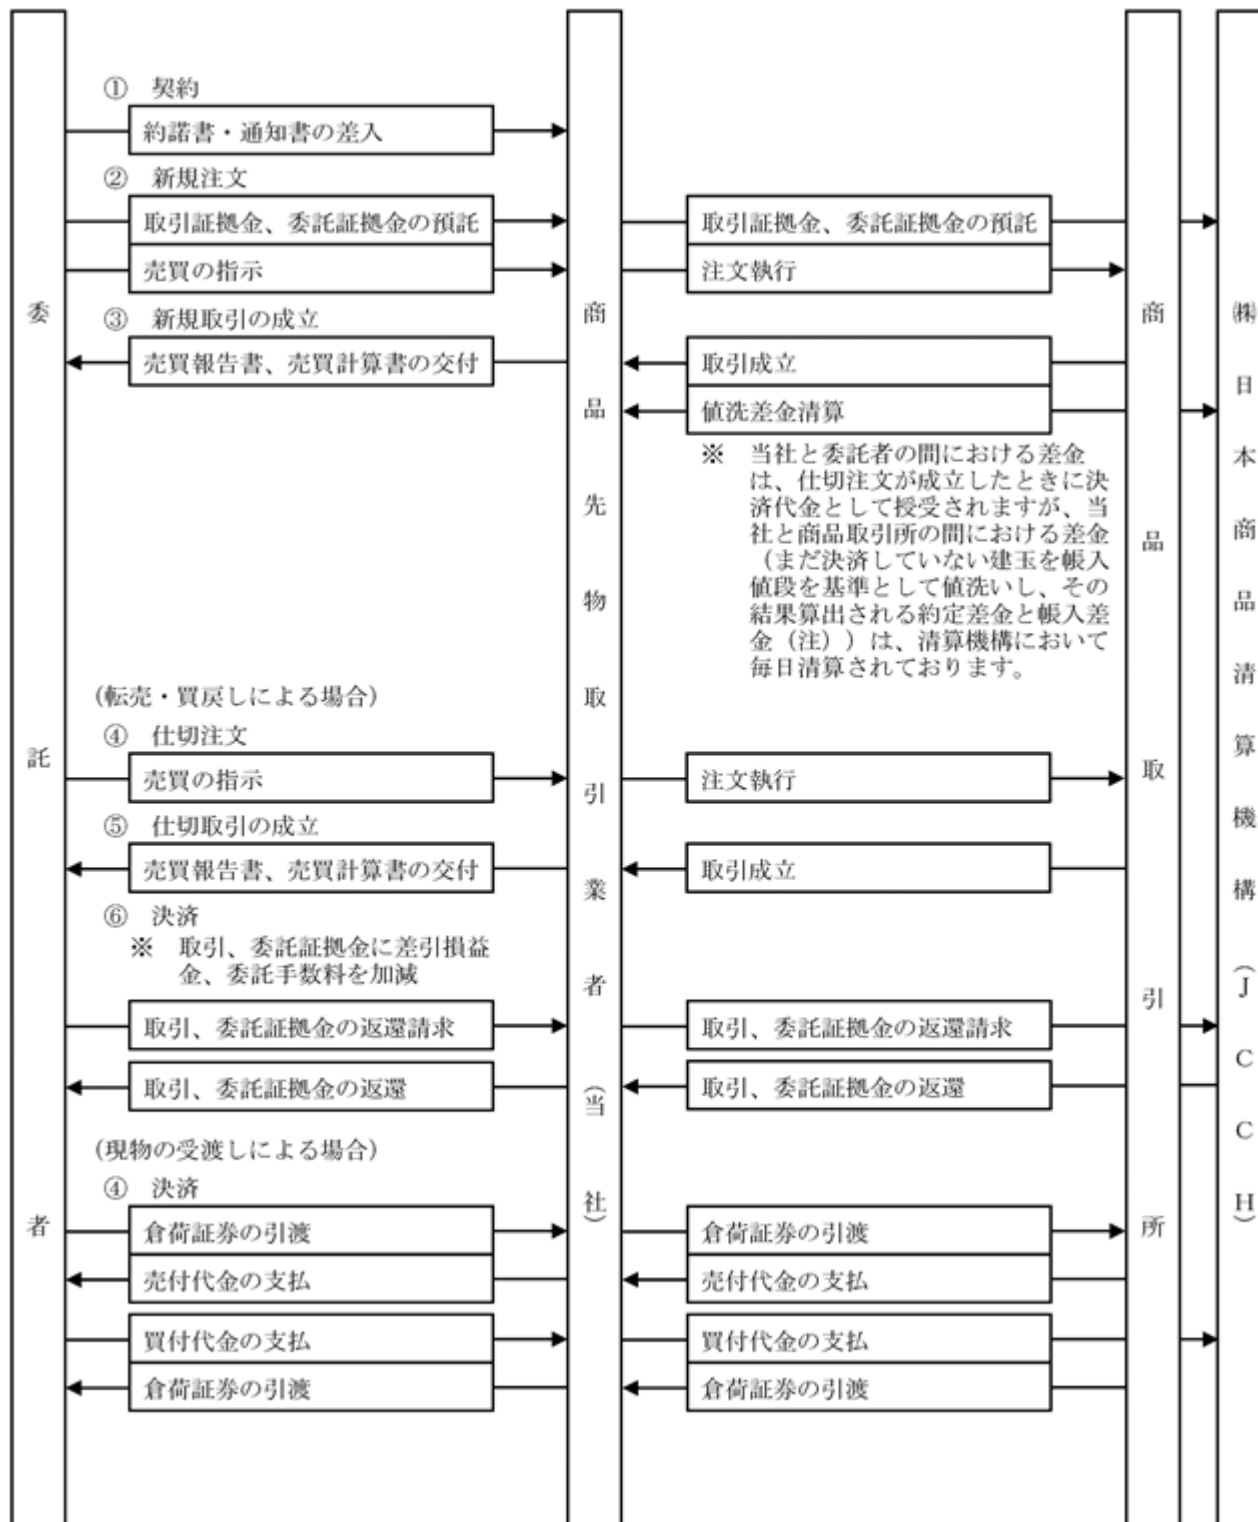 委託者
商品先物取引業者（当社）
商品取引所
㈱日本商品清算機構（ＪＣＣＨ）
① 契約
約諾書・通知書の差入
② 新規注文
取引証拠金、委託証拠金の預託
取引証拠金、委託証拠金の預託
売買の指示
注文執行
③ 新規取引の成立
売買報告書、売買計算書の交付
取引成立
値洗差金清算
※ 当社と委託者の間における差金
は、仕切注文が成立したときに決
済代金として授受されますが、当
社と商品取引所の間における差金
（まだ決済していない建玉を帳入
値段を基準として値洗いし、その
結果算出される約定差金と帳入差
金（注））は、清算機構において
毎日清算されております。
(転売・買戻しによる場合)
④ 仕切注文
売買の指示
注文執行
⑤ 仕切取引の成立
売買報告書、売買計算書の交付
取引成立
⑥ 決済
※ 取引、委託証拠金に差引損益
金、委託手数料を加減
取引、委託証拠金の返還請求
取引、委託証拠金の返還請求
取引、委託証拠金の返還
取引、委託証拠金の返還
(現物の受渡しによる場合)
④ 決済
倉荷証券の引渡
倉荷証券の引渡
売付代金の支払
売付代金の支払
買付代金の支払
買付代金の支払
倉荷証券の引渡
倉荷証券の引渡